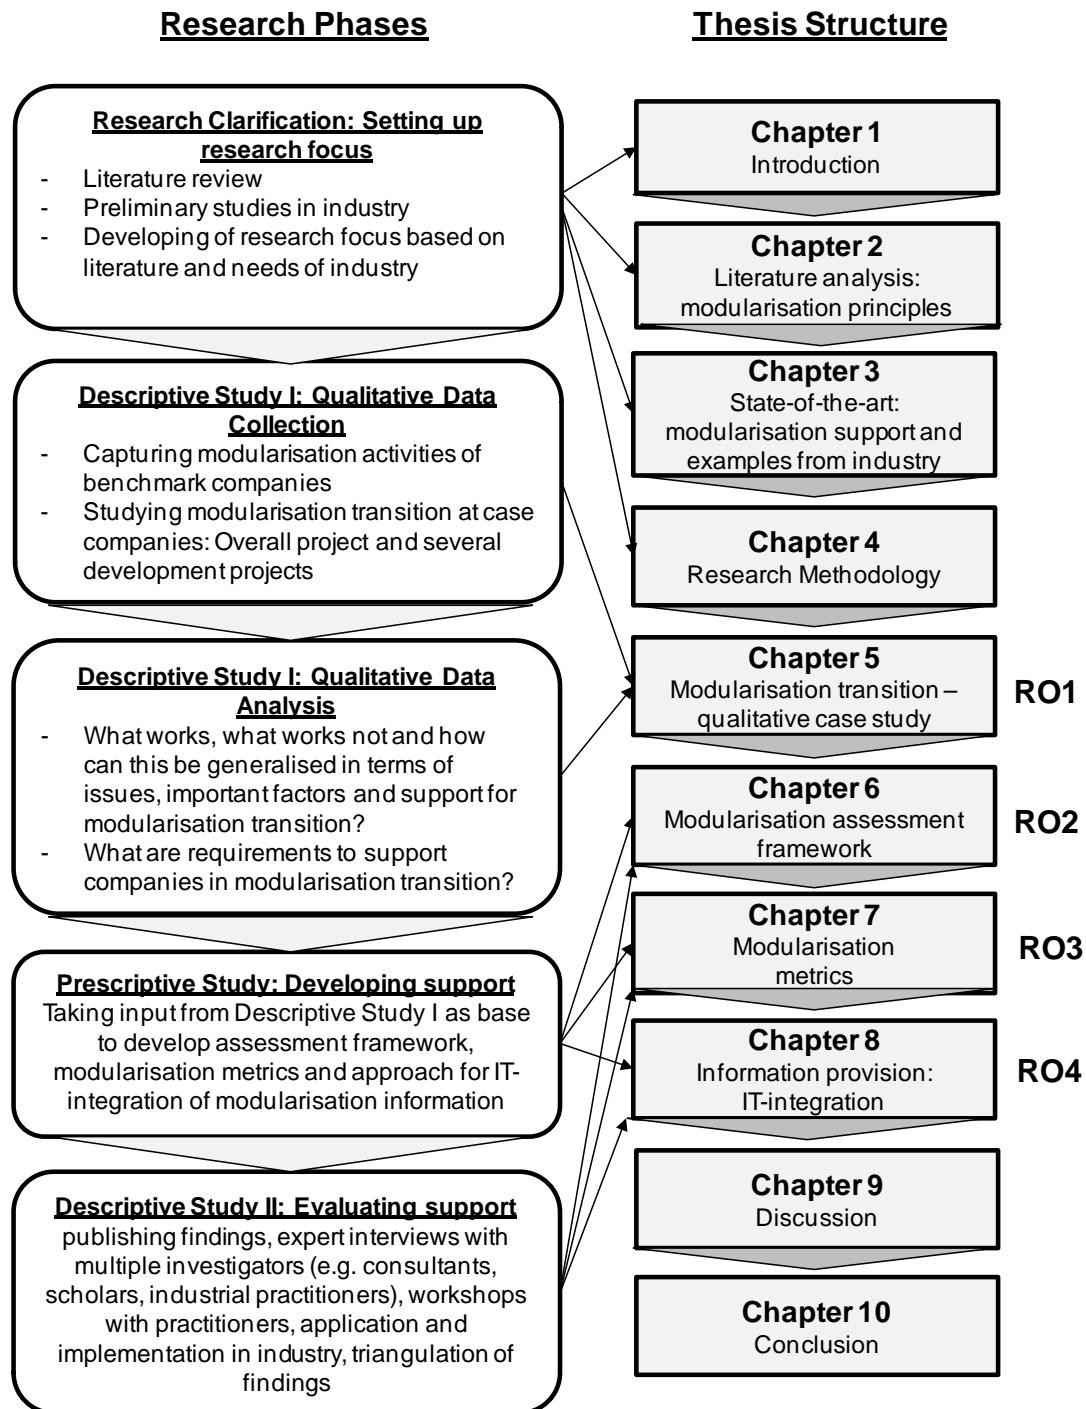 Research Phases
Research Clarification: Setting up
research focus
- Literature review
- Preliminary studies in industry
- Developing of research focus based on
literature and needs of industry
Descriptive Study I: Qualitative Data
Collection
- Capturing modularisation activities of
benchmark companies
- Studying modularisation transition at case
companies: Overall project and several
development projects
Descriptive Study I: Qualitative Data
Analysis
- What works, what works not and how
can this be generalised in terms of
issues, important factors and support for
modularisation transition?
- What are requirements to support
companies in modularisation transition?
Prescriptive Study: Developing support
Taking input from Descriptive Study I as base
to develop assessment framework,
modularisation metrics and approach for IT-
integration of modularisation information
Descriptive Study II: Evaluating support
publishing findings, expert interviews with
multiple investigators (e.g. consultants,
scholars, industrial practitioners), workshops
with practitioners, application and
implementation in industry, triangulation of
findings
Thesis Structure
Chapter 1
Introduction
Chapter 2
Literature analysis:
modularisation principles
Chapter 3
State-of-the-art:
modularisation support and
examples from industry
Chapter 4
Research Methodology
Chapter 5
Modularisation transition –
qualitative case study
RO1
Chapter 6
Modularisation assessment
framework
RO2
Chapter 7
Modularisation
metrics
RO3
Chapter 8
Information provision:
IT-integration
RO4
Chapter 9
Discussion
Chapter 10
Conclusion